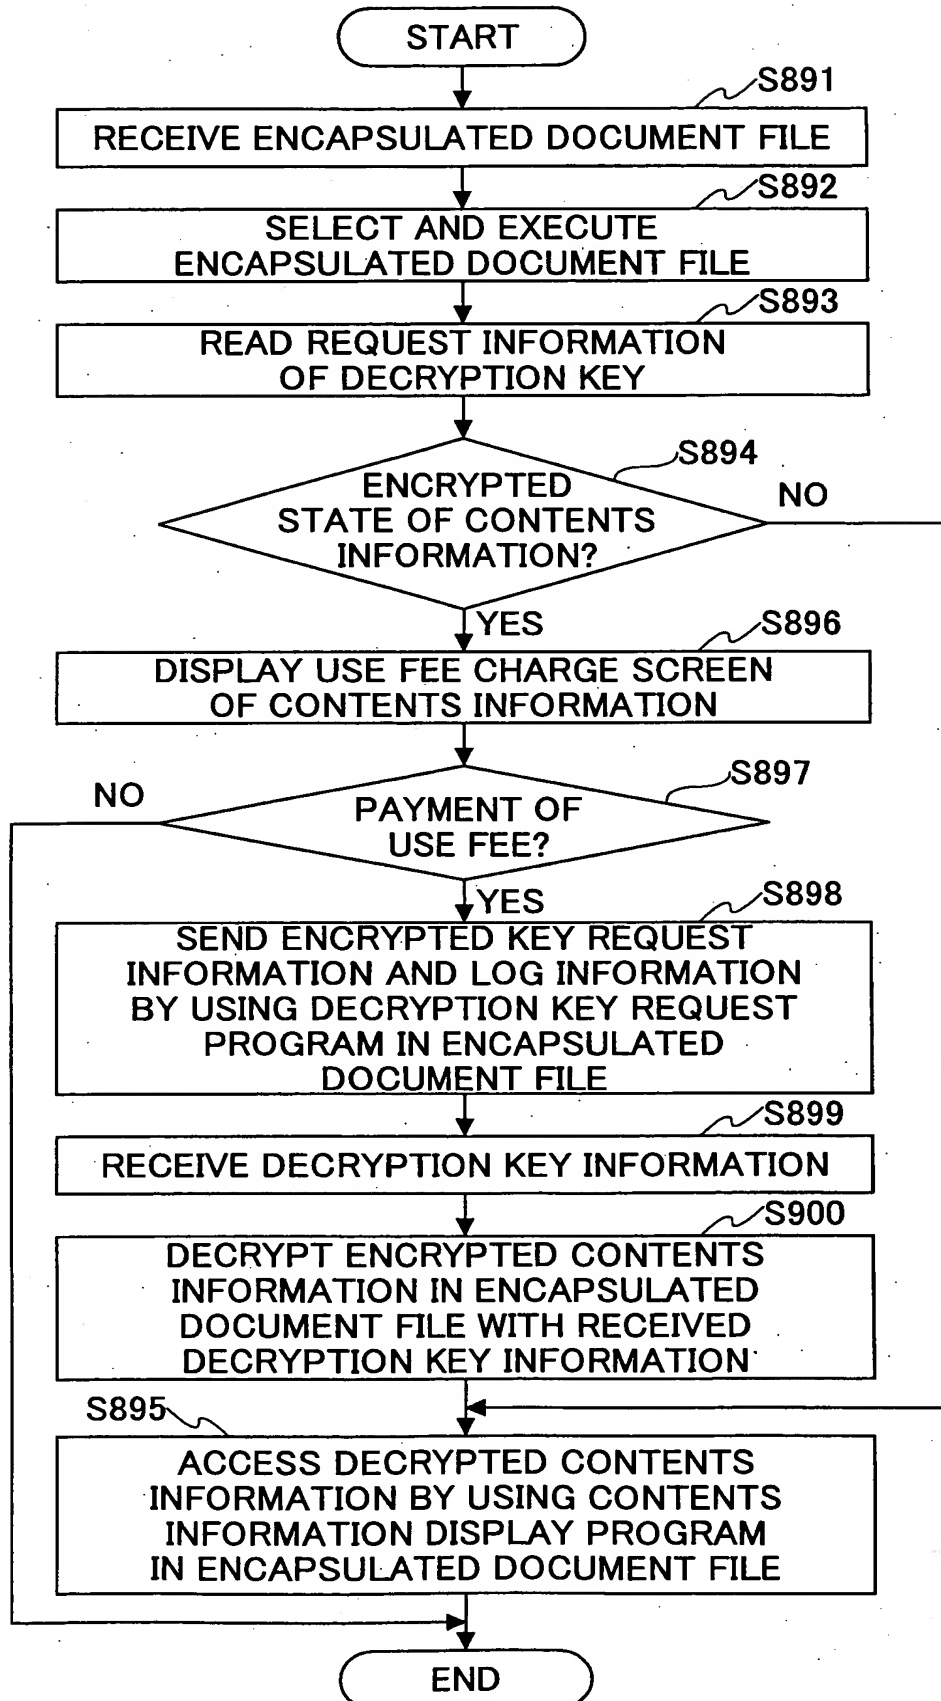 START
S891
RECEIVE ENCAPSULATED DOCUMENT FILE
S892
SELECT AND EXECUTE
ENCAPSULATED DOCUMENT FILE
S893
READ REQUEST INFORMATION
OF DECRYPTION KEY
S894
ENCRYPTED
STATE OF CONTENTS
INFORMATION?
NO
YES
S896
DISPLAY USE FEE CHARGE SCREEN
OF CONTENTS INFORMATION
S897
NO
PAYMENT OF
USE FEE?
YES
S898
SEND ENCRYPTED KEY REQUEST
INFORMATION AND LOG INFORMATION
BY USING DECRYPTION KEY REQUEST
PROGRAM IN ENCAPSULATED
DOCUMENT FILE
S899
RECEIVE DECRYPTION KEY INFORMATION
S900
DECRYPT ENCRYPTED CONTENTS
INFORMATION IN ENCAPSULATED
DOCUMENT FILE WITH RECEIVED
DECRYPTION KEY INFORMATION
S895
ACCESS DECRYPTED CONTENTS
INFORMATION BY USING CONTENTS
INFORMATION DISPLAY PROGRAM
IN ENCAPSULATED DOCUMENT FILE
END